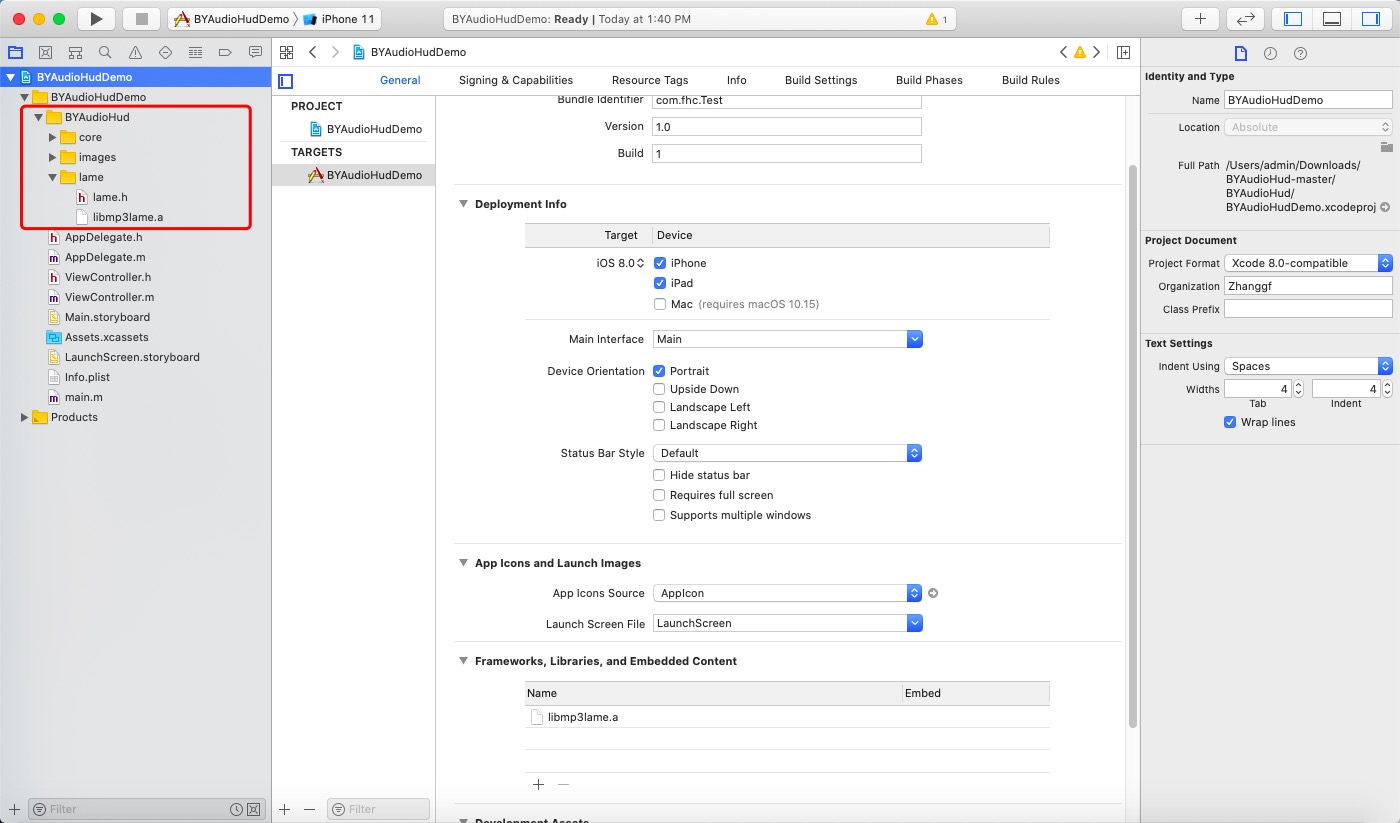 BYAudioHudDemo
iPhone 11
BYAudioHudDemo: Ready | Today at 1:40 PM
1
BYAudioHudDemo
BYAudioHudDemo
BYAudioHud
core
images
lame
lame.h
libmp3lame.a
AppDelegate.h
AppDelegate.m
ViewController.h
ViewController.m
Main.storyboard
Assets.xcassets
LaunchScreen.storyboard
Info.plist
main.m
Products
Filter
BYAudioHudDemo
General
Signing & Capabilities
Resource Tags
Info
Build Settings
Build Phases
Build Rules
PROJECT
BYAudioHudDemo
TARGETS
BYAudioHudDemo
Filter
Bundle Identifier com.fhc.Test
Version 1.0
Build 1
Deployment Info
Target Device
iOS 8.0 iPhone
iPad
Mac (requires macOS 10.15)
Main Interface Main
Device Orientation Portrait
Upside Down
Landscape Left
Landscape Right
Status Bar Style Default
Hide status bar
Requires full screen
Supports multiple windows
App Icons and Launch Images
App Icons Source AppIcon
Launch Screen File LaunchScreen
Frameworks, Libraries, and Embedded Content
Name Embed
libmp3lame.a
Development Assets
Identity and Type
Name BYAudioHudDemo
Location Absolute
Full Path /Users/admin/Downloads/
BYAudioHud-master/
BYAudioHud/
BYAudioHudDemo.xcodeproj
Project Document
Project Format Xcode 8.0-compatible
Organization Zhanggf
Class Prefix
Text Settings
Indent Using Spaces
Widths 4 4
Tab Indent
Wrap lines